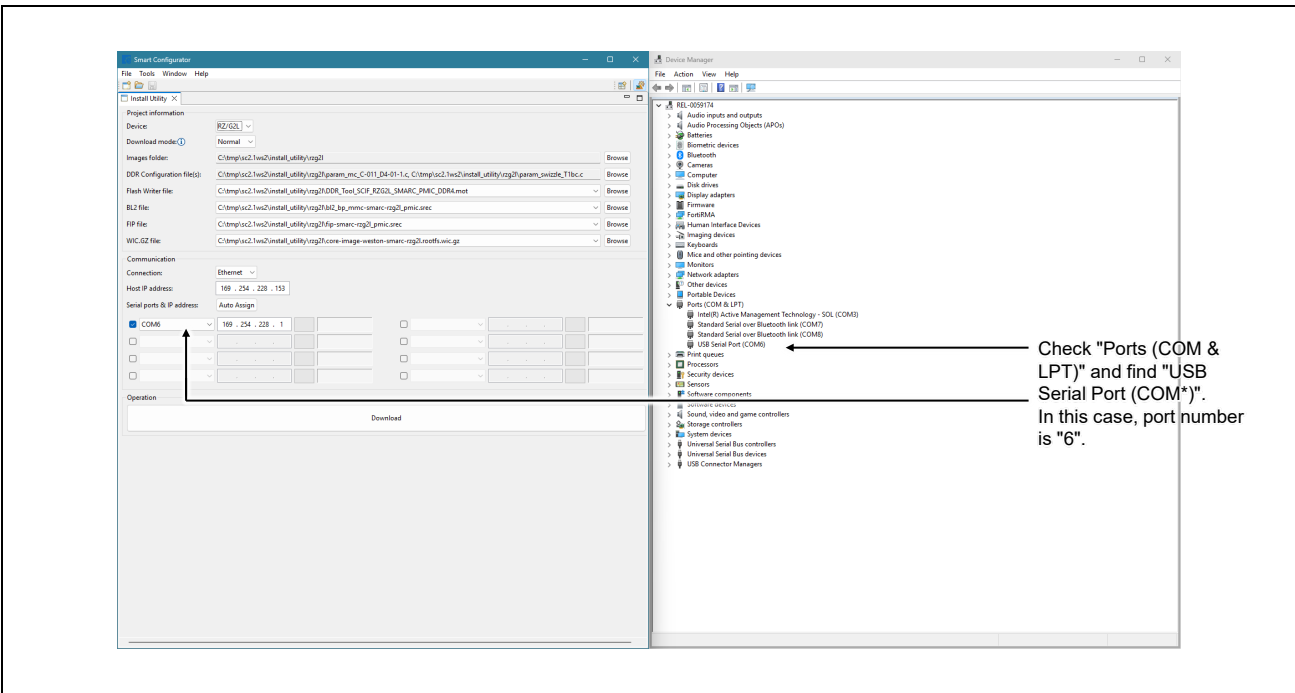 Smart Configurator
File Tools Window Help
Install Utility
Project information
Device: RZ/G2L
Download mode: Normal
Images folder: C:\tmp\sc2.1ws2\install_utility\rzg2l Browse
DDR Configuration file(s): C:\tmp\sc2.1ws2\install_utility\rzg2l\param_mc_C-011_D4-01-1.c, C:\tmp\sc2.1ws2\install_utility\rzg2l\param_swizzle_T1bc.c Browse
Flash Writer file: C:\tmp\sc2.1ws2\install_utility\rzg2l\DDR_Tool_SCIF_RZG2L_SMARC_PMIC_DDR4.mot Browse
BL2 file: C:\tmp\sc2.1ws2\install_utility\rzg2l\bl2_bp_mmc-smarc-rzg2l_pmic.srec Browse
FIP file: C:\tmp\sc2.1ws2\install_utility\rzg2l\fip-smarc-rzg2l_pmic.srec Browse
WIC.GZ file: C:\tmp\sc2.1ws2\install_utility\rzg2l\core-image-weston-smarc-rzg2l.rootfs.wic.gz Browse
Communication
Connection: Ethernet
Host IP address: 169 . 254 . 228 . 153
Serial ports & IP address: Auto Assign
COM6 169 . 254 . 228 . 1
Operation
Download
Device Manager
File Action View Help
REL-0059174
Audio inputs and outputs
Audio Processing Objects (APOs)
Batteries
Biometric devices
Bluetooth
Cameras
Computer
Disk drives
Display adapters
Firmware
FortiRMA
Human Interface Devices
Imaging devices
Keyboards
Mice and other pointing devices
Monitors
Network adapters
Other devices
Portable Devices
Ports (COM & LPT)
Intel(R) Active Management Technology - SOL (COM3)
Standard Serial over Bluetooth link (COM7)
Standard Serial over Bluetooth link (COM8)
USB Serial Port (COM6)
Print queues
Processors
Security devices
Sensors
Software components
Software devices
Sound, video and game controllers
Storage controllers
System devices
Universal Serial Bus controllers
Universal Serial Bus devices
USB Connector Managers
Check "Ports (COM &
LPT)" and find "USB
Serial Port (COM*)".
In this case, port number
is "6".